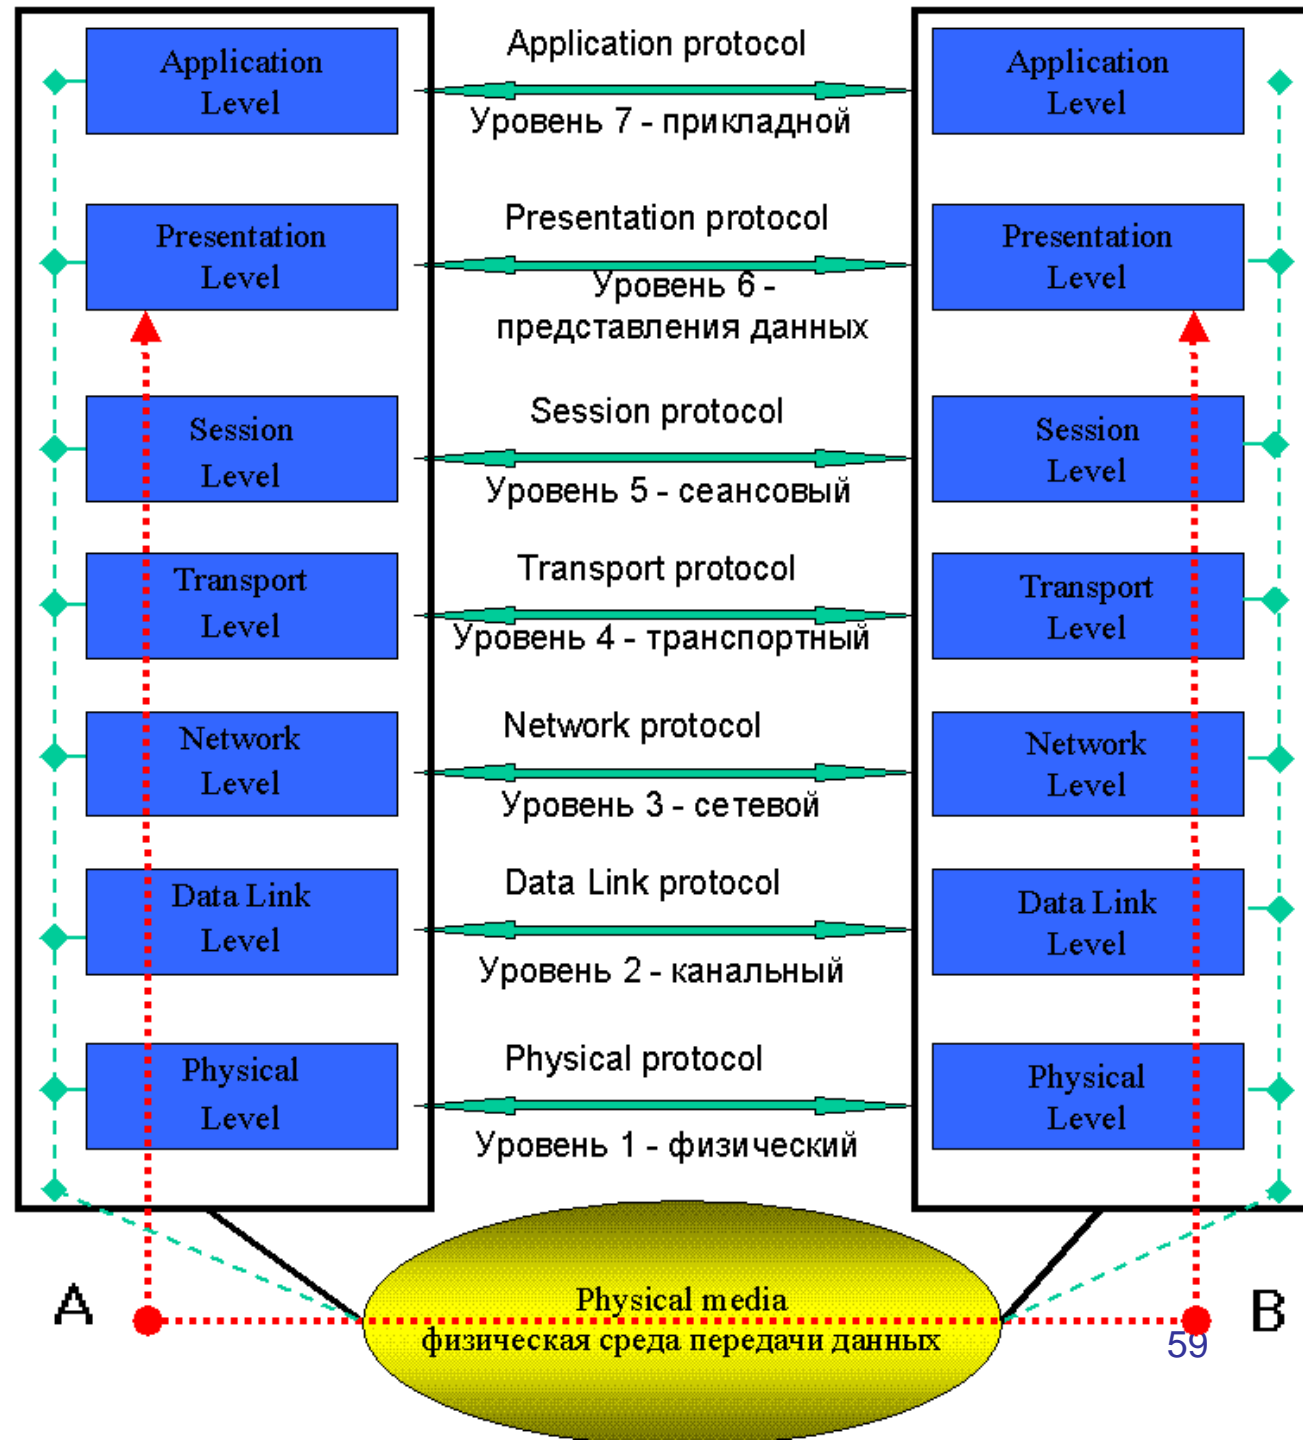 Application
Level
Application protocol
Уровень 7 - прикладной
Application
Level
Presentation
Level
Presentation protocol
Уровень 6 -
представления данных
Presentation
Level
Session
Level
Session protocol
Уровень 5 - сеансовый
Session
Level
Transport
Level
Transport protocol
Уровень 4 - транспортный
Transport
Level
Network
Level
Network protocol
Уровень 3 - сетевой
Network
Level
Data Link
Level
Data Link protocol
Уровень 2 - канальный
Data Link
Level
Physical
Level
Physical protocol
Уровень 1 - физический
Physical
Level
A
Physical media
физическая среда передачи данных
B
59